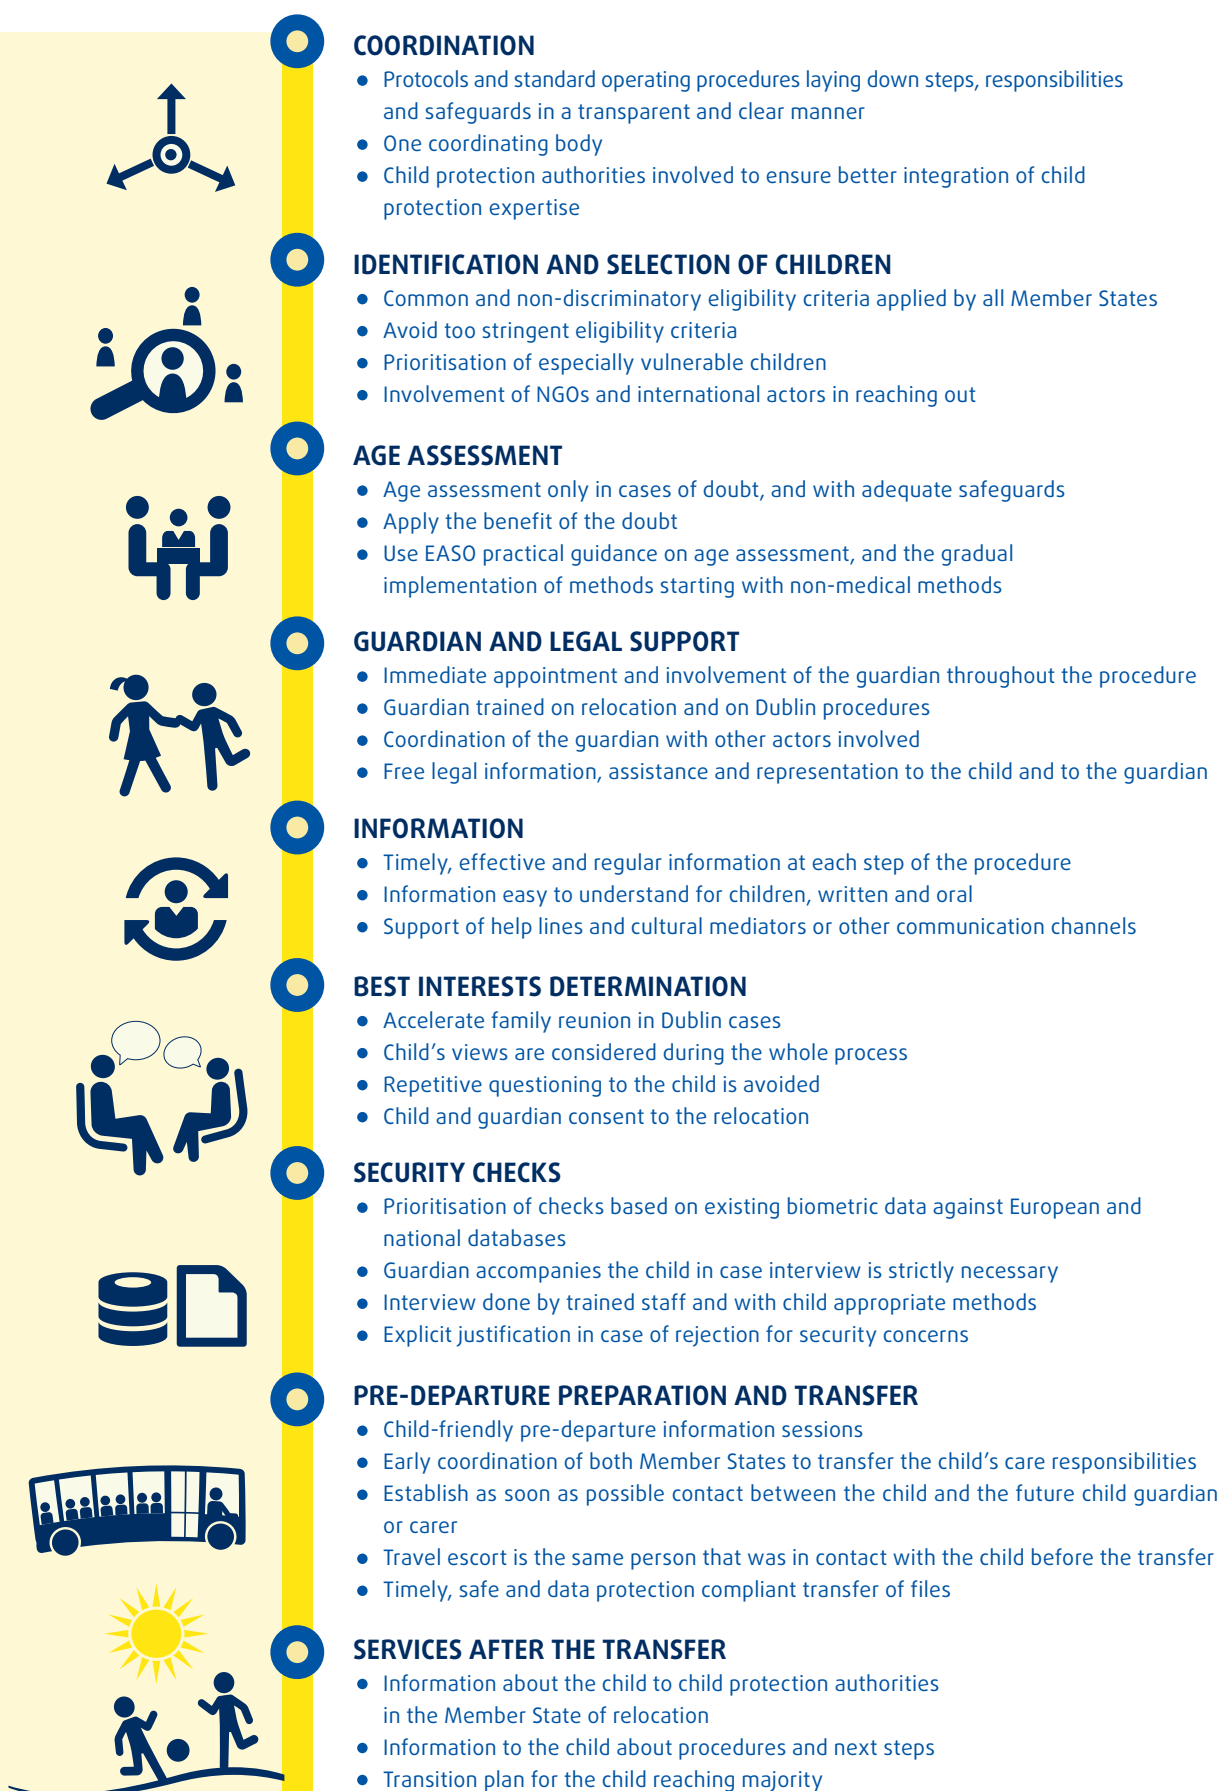 COORDINATION
● Protocols and standard operating procedures laying down steps, responsibilities
and safeguards in a transparent and clear manner
● One coordinating body
● Child protection authorities involved to ensure better integration of child
protection expertise
IDENTIFICATION AND SELECTION OF CHILDREN
● Common and non-discriminatory eligibility criteria applied by all Member States
● Avoid too stringent eligibility criteria
● Prioritisation of especially vulnerable children
● Involvement of NGOs and international actors in reaching out
AGE ASSESSMENT
● Age assessment only in cases of doubt, and with adequate safeguards
● Apply the benefit of the doubt
● Use EASO practical guidance on age assessment, and the gradual
implementation of methods starting with non-medical methods
GUARDIAN AND LEGAL SUPPORT
● Immediate appointment and involvement of the guardian throughout the procedure
● Guardian trained on relocation and on Dublin procedures
● Coordination of the guardian with other actors involved
● Free legal information, assistance and representation to the child and to the guardian
INFORMATION
● Timely, effective and regular information at each step of the procedure
● Information easy to understand for children, written and oral
● Support of help lines and cultural mediators or other communication channels
BEST INTERESTS DETERMINATION
● Accelerate family reunion in Dublin cases
● Child’s views are considered during the whole process
● Repetitive questioning to the child is avoided
● Child and guardian consent to the relocation
SECURITY CHECKS
● Prioritisation of checks based on existing biometric data against European and
national databases
● Guardian accompanies the child in case interview is strictly necessary
● Interview done by trained staff and with child appropriate methods
● Explicit justification in case of rejection for security concerns
PRE-DEPARTURE PREPARATION AND TRANSFER
● Child-friendly pre-departure information sessions
● Early coordination of both Member States to transfer the child’s care responsibilities
● Establish as soon as possible contact between the child and the future child guardian
or carer
● Travel escort is the same person that was in contact with the child before the transfer
● Timely, safe and data protection compliant transfer of files
SERVICES AFTER THE TRANSFER
● Information about the child to child protection authorities
in the Member State of relocation
● Information to the child about procedures and next steps
● Transition plan for the child reaching majority